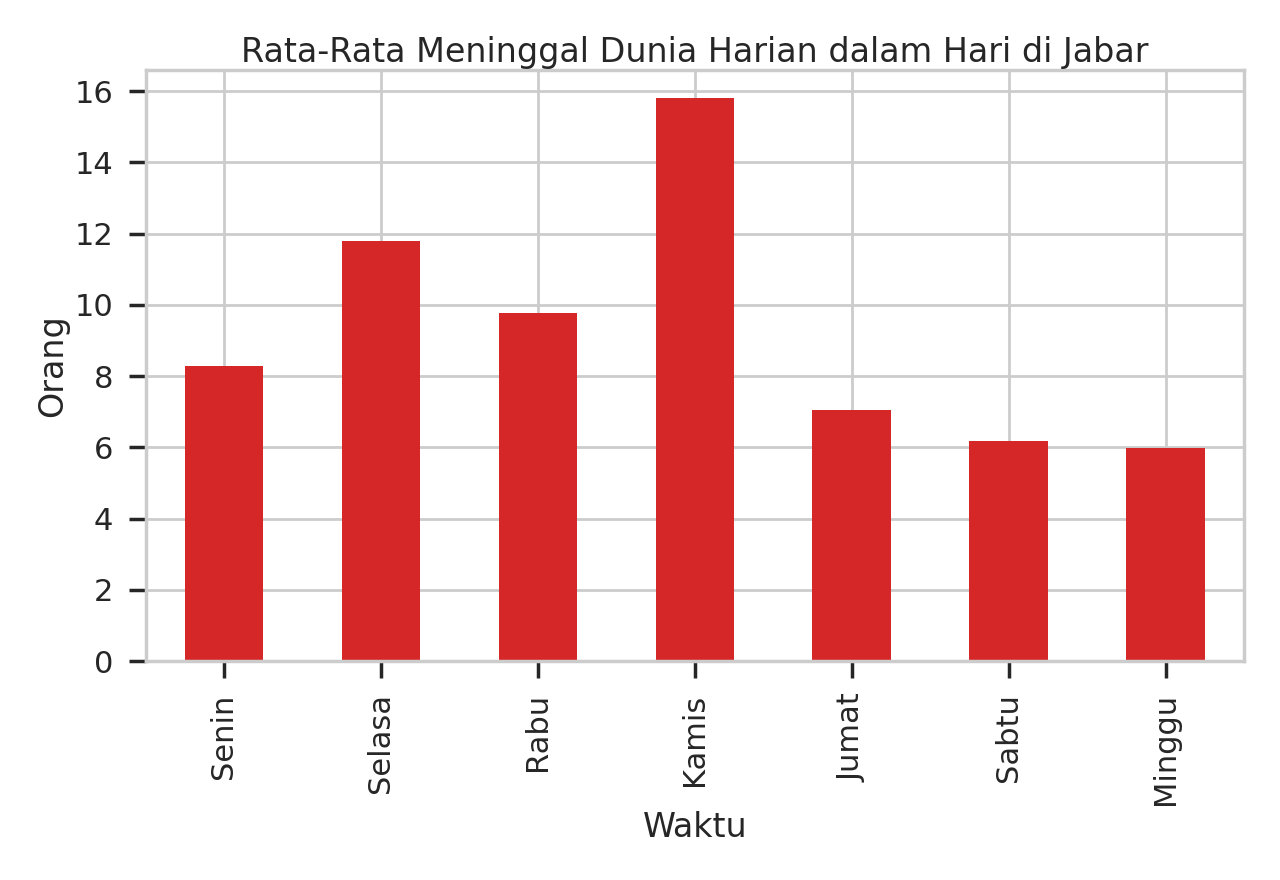 Rata-Rata Meninggal Dunia Harian dalam Hari di Jabar
16
14
12
10
8
6
4
2
0
Orang
Senin
Selasa
Rabu
Kamis
Jumat
Sabtu
Minggu
Waktu